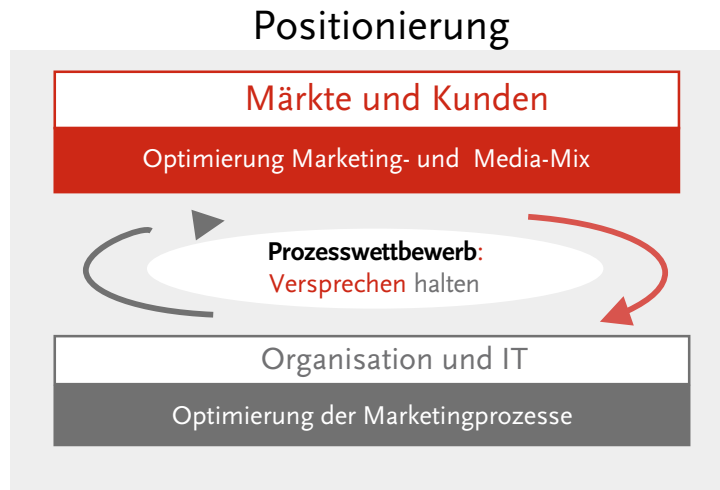 Positionierung
Märkte und Kunden
Optimierung Marketing- und Media-Mix
Prozesswettbewerb:
Versprechen halten
Organisation und IT
Optimierung der Marketingprozesse